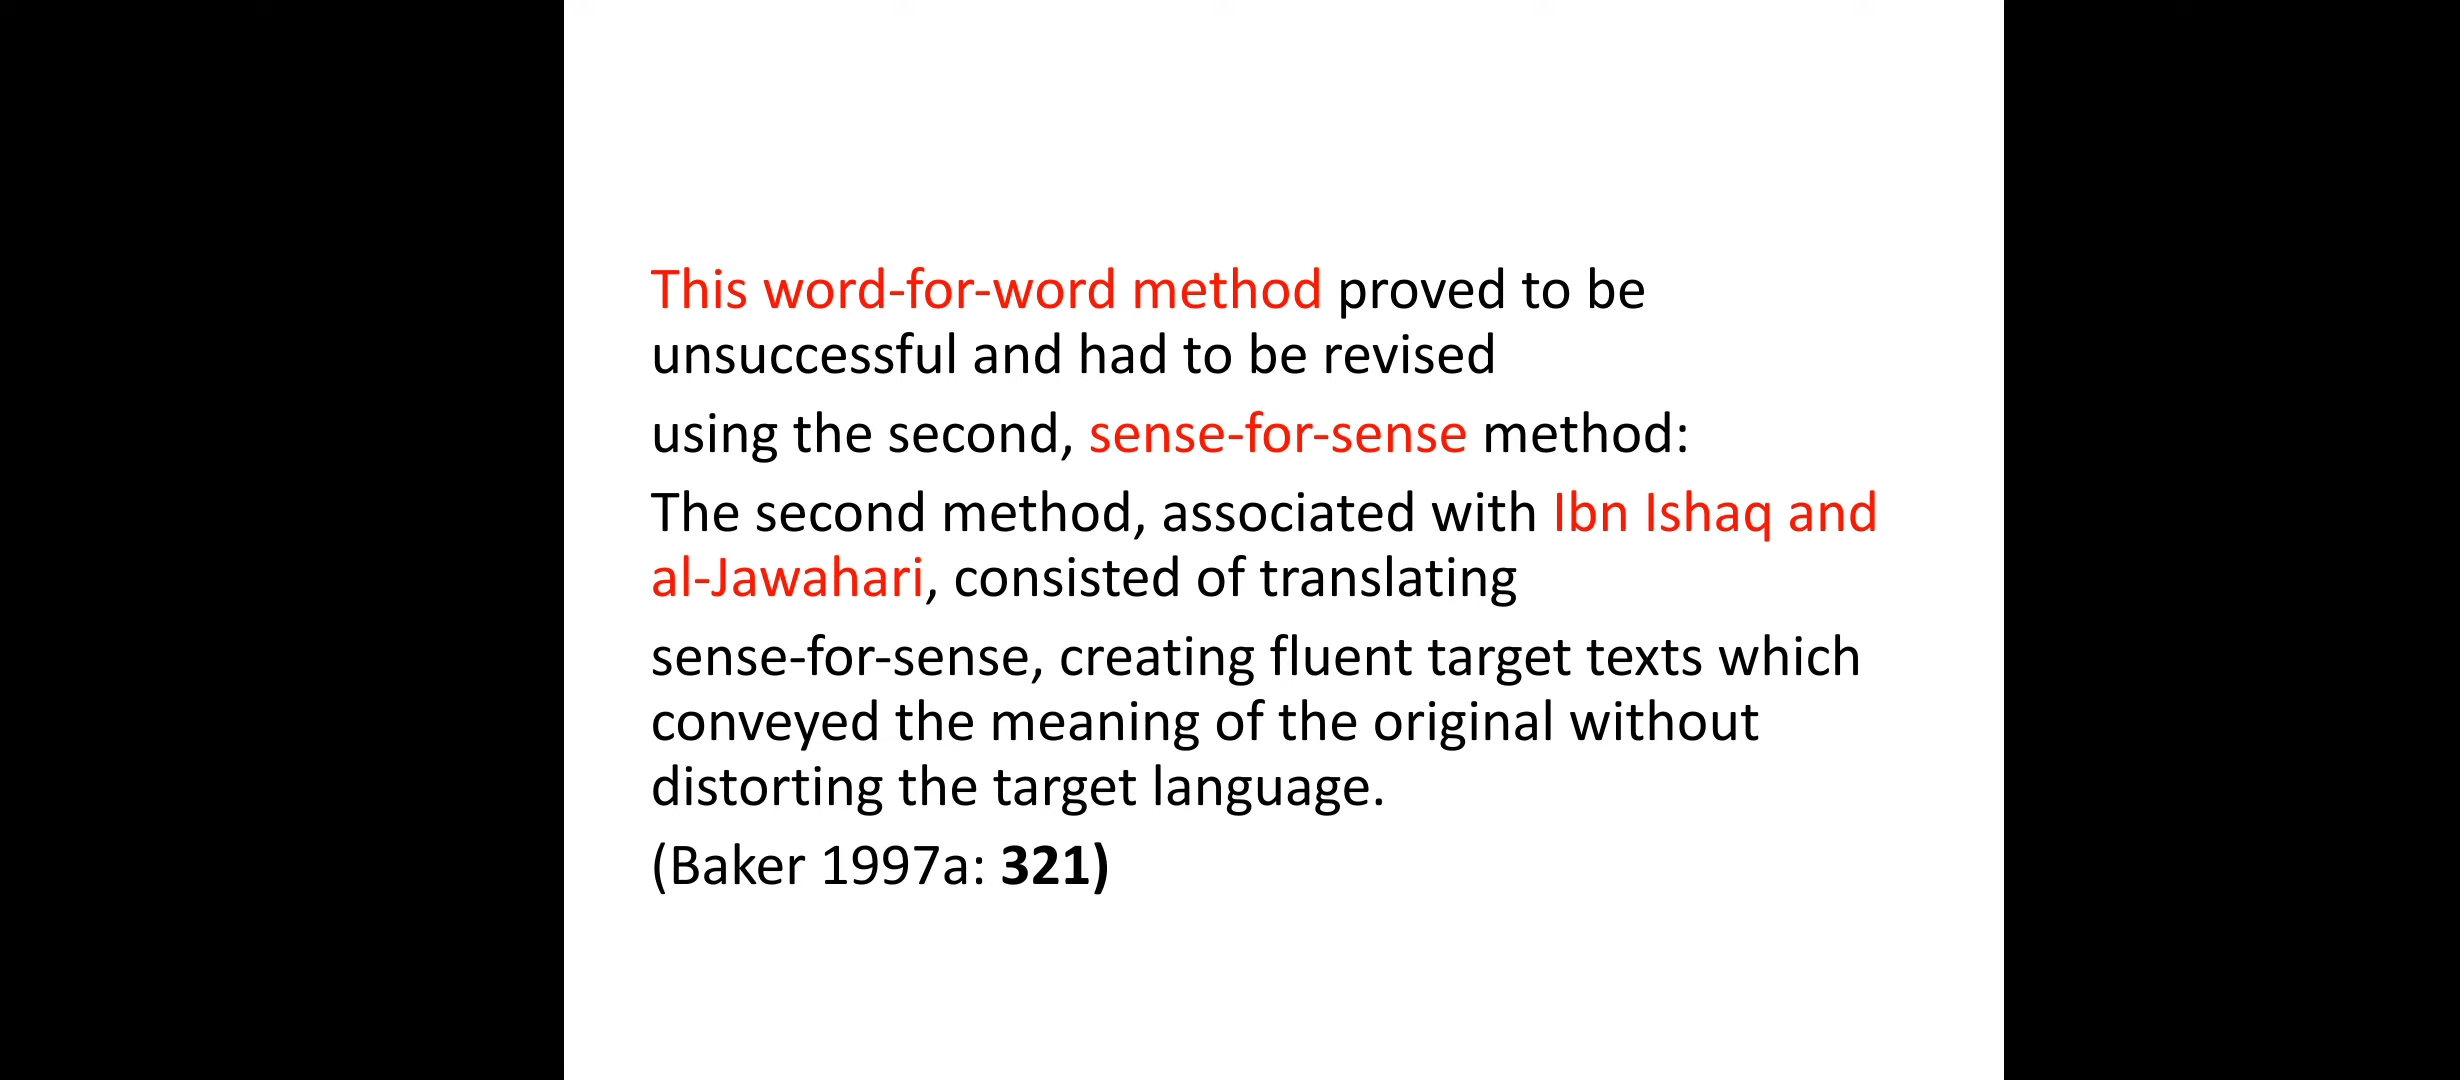 This word-for-word method proved to be
unsuccessful and had to be revised
using the second, sense-for-sense method:
The second method, associated with Ibn Ishaq and
al-Jawahari, consisted of translating
sense-for-sense, creating fluent target texts which
conveyed the meaning of the original without
distorting the target language.
(Baker 1997a: 321)